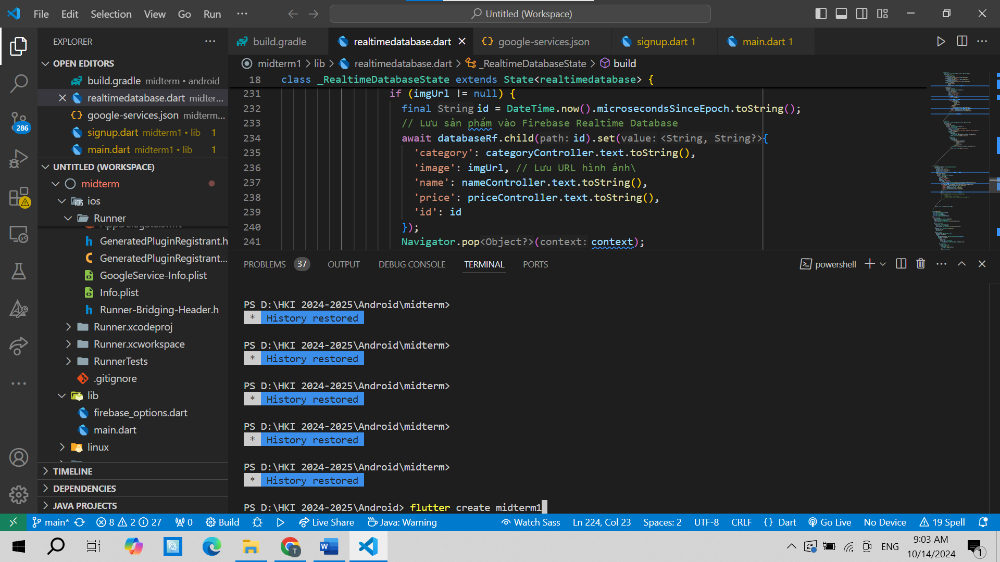 File Edit Selection View Go Run ··· Untitled (Workspace)
EXPLORER
build.gradle realtimedatabase.dart google-services.json signup.dart 1 main.dart 1
OPEN EDITORS
build.gradle midterm • android
realtimedatabase.dart midter...
google-services.json midterm...
signup.dart midterm1 • lib 1
main.dart midterm1 • lib 1
UNTITLED (WORKSPACE)
midterm
ios
Runner
GeneratedPluginRegistrant.h
GeneratedPluginRegistrant...
GoogleService-Info.plist
Info.plist
Runner-Bridging-Header.h
Runner.xcodeproj
Runner.xcworkspace
RunnerTests
.gitignore
lib
firebase_options.dart
main.dart
linux
TIMELINE
DEPENDENCIES
JAVA PROJECTS
286
midterm1 > lib > realtimedatabase.dart > _RealtimeDatabaseState > build
18 class _RealtimeDatabaseState extends State<realtimedatabase> {
231 if (imgUrl != null) {
232 final String id = DateTime.now().microsecondsSinceEpoch.toString();
233 // Lưu sản phẩm vào Firebase Realtime Database
234 await databaseRf.child(path: id).set(value: <String, String?>{
235 'category': categoryController.text.toString(),
236 'image': imgUrl, // Lưu URL hình ảnh\
237 'name': nameController.text.toString(),
238 'price': priceController.text.toString(),
239 'id': id
240 });
241 Navigator.pop<Object?>(context: context);
PROBLEMS 37 OUTPUT DEBUG CONSOLE TERMINAL PORTS powershell
PS D:\HKI 2024-2025\Android\midterm>
* History restored
PS D:\HKI 2024-2025\Android\midterm>
* History restored
PS D:\HKI 2024-2025\Android\midterm>
* History restored
PS D:\HKI 2024-2025\Android\midterm>
* History restored
PS D:\HKI 2024-2025\Android\midterm>
* History restored
PS D:\HKI 2024-2025\Android> flutter create midterm1
main* 8 2 27 0 Build Live Share Java: Warning Watch Sass Ln 224, Col 23 Spaces: 2 UTF-8 CRLF {} Dart Go Live No Device 19 Spell
T W ENG 9:03 AM
10/14/2024 1